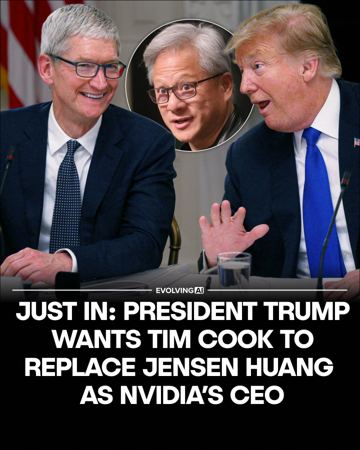 EVOLVING AI
JUST IN: PRESIDENT TRUMP
WANTS TIM COOK TO
REPLACE JENSEN HUANG
AS NVIDIA'S CEO